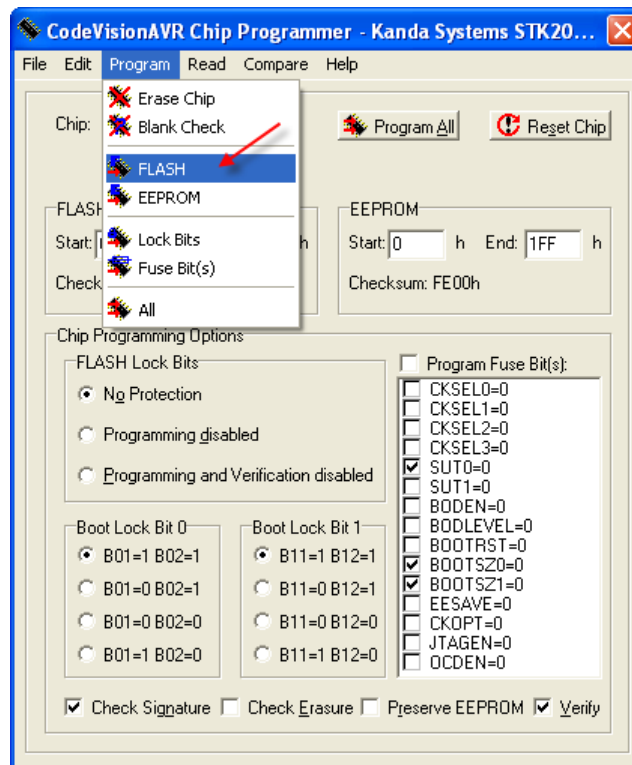 CodeVisionAVR Chip Programmer - Kanda Systems STK20...
File Edit Program Read Compare Help
Erase Chip
Chip: Blank Check Program All Reset Chip
FLASH
EEPROM
FLASH EEPROM
Start: Lock Bits h Start: 0 h End: 1FF h
Fuse Bit(s)
Check Checksum: FE00h
All
Chip Programming Options
FLASH Lock Bits Program Fuse Bit(s):
No Protection
Programming disabled
Programming and Verification disabled
CKSEL0=0
CKSEL1=0
CKSEL2=0
CKSEL3=0
SUT0=0
SUT1=0
BODEN=0
BODLEVEL=0
BOOTRST=0
BOOTSZ0=0
BOOTSZ1=0
EESAVE=0
CKOPT=0
JTAGEN=0
OCDEN=0
Boot Lock Bit 0 Boot Lock Bit 1
B01=1 B02=1 B11=1 B12=1
B01=0 B02=1 B11=0 B12=1
B01=0 B02=0 B11=0 B12=0
B01=1 B02=0 B11=1 B12=0
Check Signature Check Erasure Preserve EEPROM Verify